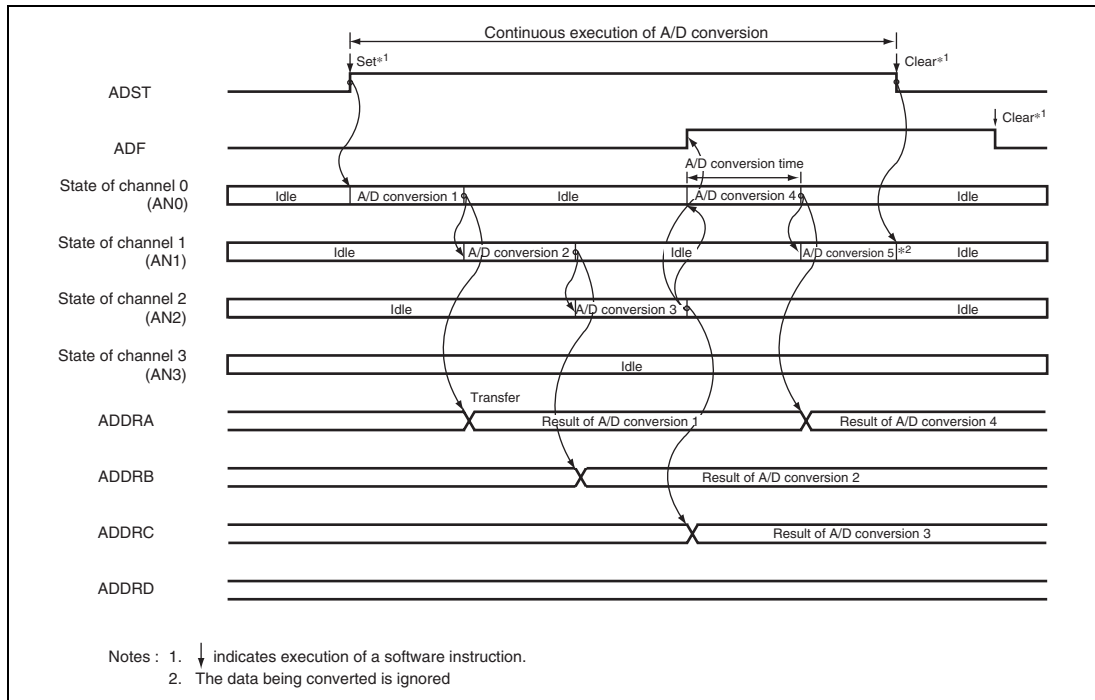 Continuous execution of A/D conversion
Set*1
Clear*1
ADST
Clear*1
ADF
A/D conversion time
State of channel 0
(AN0)
Idle
A/D conversion 1
Idle
A/D conversion 4
Idle
State of channel 1
(AN1)
Idle
A/D conversion 2
Idle
A/D conversion 5
*2
Idle
State of channel 2
(AN2)
Idle
A/D conversion 3
Idle
State of channel 3
(AN3)
Idle
Transfer
ADDRA
Result of A/D conversion 1
Result of A/D conversion 4
ADDRB
Result of A/D conversion 2
ADDRC
Result of A/D conversion 3
ADDRD
Notes : 1. ↓ indicates execution of a software instruction.
2. The data being converted is ignored